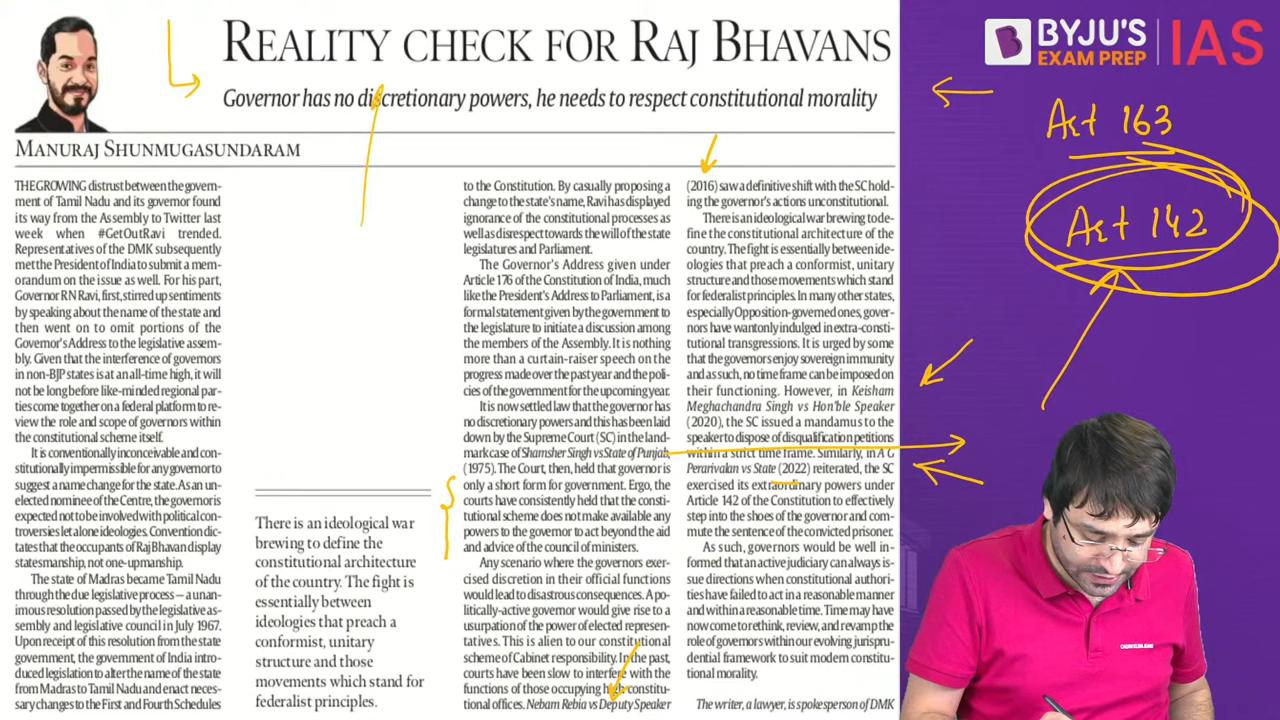 REALITY CHECK FOR RAJ BHAVANS
Governor has no discretionary powers, he needs to respect constitutional morality
MANURAJ SHUNMUGASUNDARAM
THE GROWING distrust between the govern-
ment of Tamil Nadu and its governor found
its way from the Assembly to Twitter last
week when #GetOutRavi trended.
Representatives of the DMK subsequently
met the President of India to submit a mem-
orandum on the issue as well. For his part,
Governor RN Ravi, first, stirred up sentiments
by speaking about the name of the state and
then went on to omit portions of the
Governor's Address to the legislative assem-
bly. Given that the interference of governors
in non-BJP states is at an all-time high, it will
not be long before like-minded regional par-
ties come together on a federal platform to re-
view the role and scope of governors within
the constitutional scheme itself.
It is conventionally inconceivable and con-
stitutionally impermissible for any governor to
suggest a name change for the state. As an un-
elected nominee of the Centre, the governor is
expected not to be involved with political con-
troversies let alone ideologies. Convention dic-
tates that the occupants of Raj Bhavan display
statesmanship, not one-upmanship.
The state of Madras became Tamil Nadu
through the due legislative process — a unan-
imous resolution passed by the legislative as-
sembly and legislative council in July 1967.
Upon receipt of this resolution from the state
government, the government of India intro-
duced legislation to alter the name of the state
from Madras to Tamil Nadu and enact neces-
sary changes to the First and Fourth Schedules
There is an ideological war
brewing to define the
constitutional architecture
of the country. The fight is
essentially between
ideologies that preach a
conformist, unitary
structure and those
movements which stand for
federalist principles.
to the Constitution. By casually proposing a
change to the state's name, Ravi has displayed
ignorance of the constitutional processes as
well as disrespect towards the will of the state
legislatures and Parliament.
The Governor's Address given under
Article 176 of the Constitution of India, much
like the President's Address to Parliament, is a
formal statement given by the government to
the legislature to initiate a discussion among
the members of the Assembly. It is nothing
more than a curtain-raiser speech on the
progress made over the past year and the poli-
cies of the government for the upcoming year.
It is now settled law that the governor has
no discretionary powers and this has been laid
down by the Supreme Court (SC) in the land-
mark case of Shamsher Singh vs State of Punjab,
(1975). The Court, then, held that governor is
only a short form for government. Ergo, the
courts have consistently held that the consti-
tutional scheme does not make available any
powers to the governor to act beyond the aid
and advice of the council of ministers.
Any scenario where the governors exer-
cised discretion in their official functions
would lead to disastrous consequences. A po-
litically-active governor would give rise to a
usurpation of the power of elected represen-
tatives. This is alien to our constitutional
scheme of Cabinet responsibility. In the past,
courts have been slow to interfere with the
functions of those occupying high constitu-
tional offices. Nebam Rebia vs Deputy Speaker
(2016) saw a definitive shift with the SC hold-
ing the governor's actions unconstitutional.
There is an ideological war brewing to de-
fine the constitutional architecture of the
country. The fight is essentially between ide-
ologies that preach a conformist, unitary
structure and those movements which stand
for federalist principles. In many other states,
especially Opposition-governed ones, gover-
nors have wantonly indulged in extra-consti-
tutional transgressions. It is urged by some
that the governors enjoy sovereign immunity
and as such, no time frame can be imposed on
their functioning. However, in Keisham
Meghachandra Singh vs Hon'ble Speaker
(2020), the SC issued a mandamus to the
speaker to dispose of disqualification petitions
within a strict time frame. Similarly, in A G
Perarivalan vs State (2022) reiterated, the SC
exercised its extraordinary powers under
Article 142 of the Constitution to effectively
step into the shoes of the governor and com-
mute the sentence of the convicted prisoner.
As such, governors would be well in-
formed that an active judiciary can always is-
sue directions when constitutional authori-
ties have failed to act in a reasonable manner
and within a reasonable time. Time may have
now come to rethink, review, and revamp the
role of governors within our evolving jurispru-
dential framework to suit modern constitu-
tional morality.
The writer, a lawyer, is spokesperson of DMK
BYJU'S
EXAM PREP
IAS
Act 163
Act 142